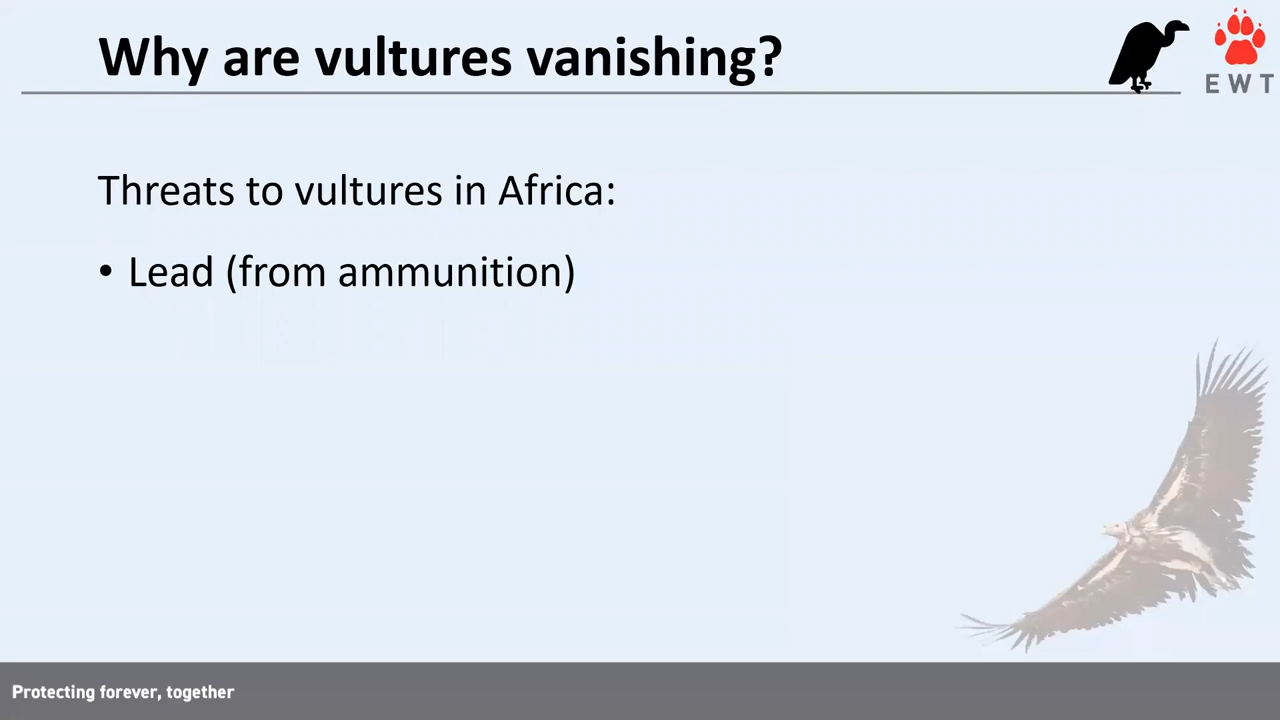 Why are vultures vanishing?
EWT
Threats to vultures in Africa:
• Lead (from ammunition)
Protecting forever, together